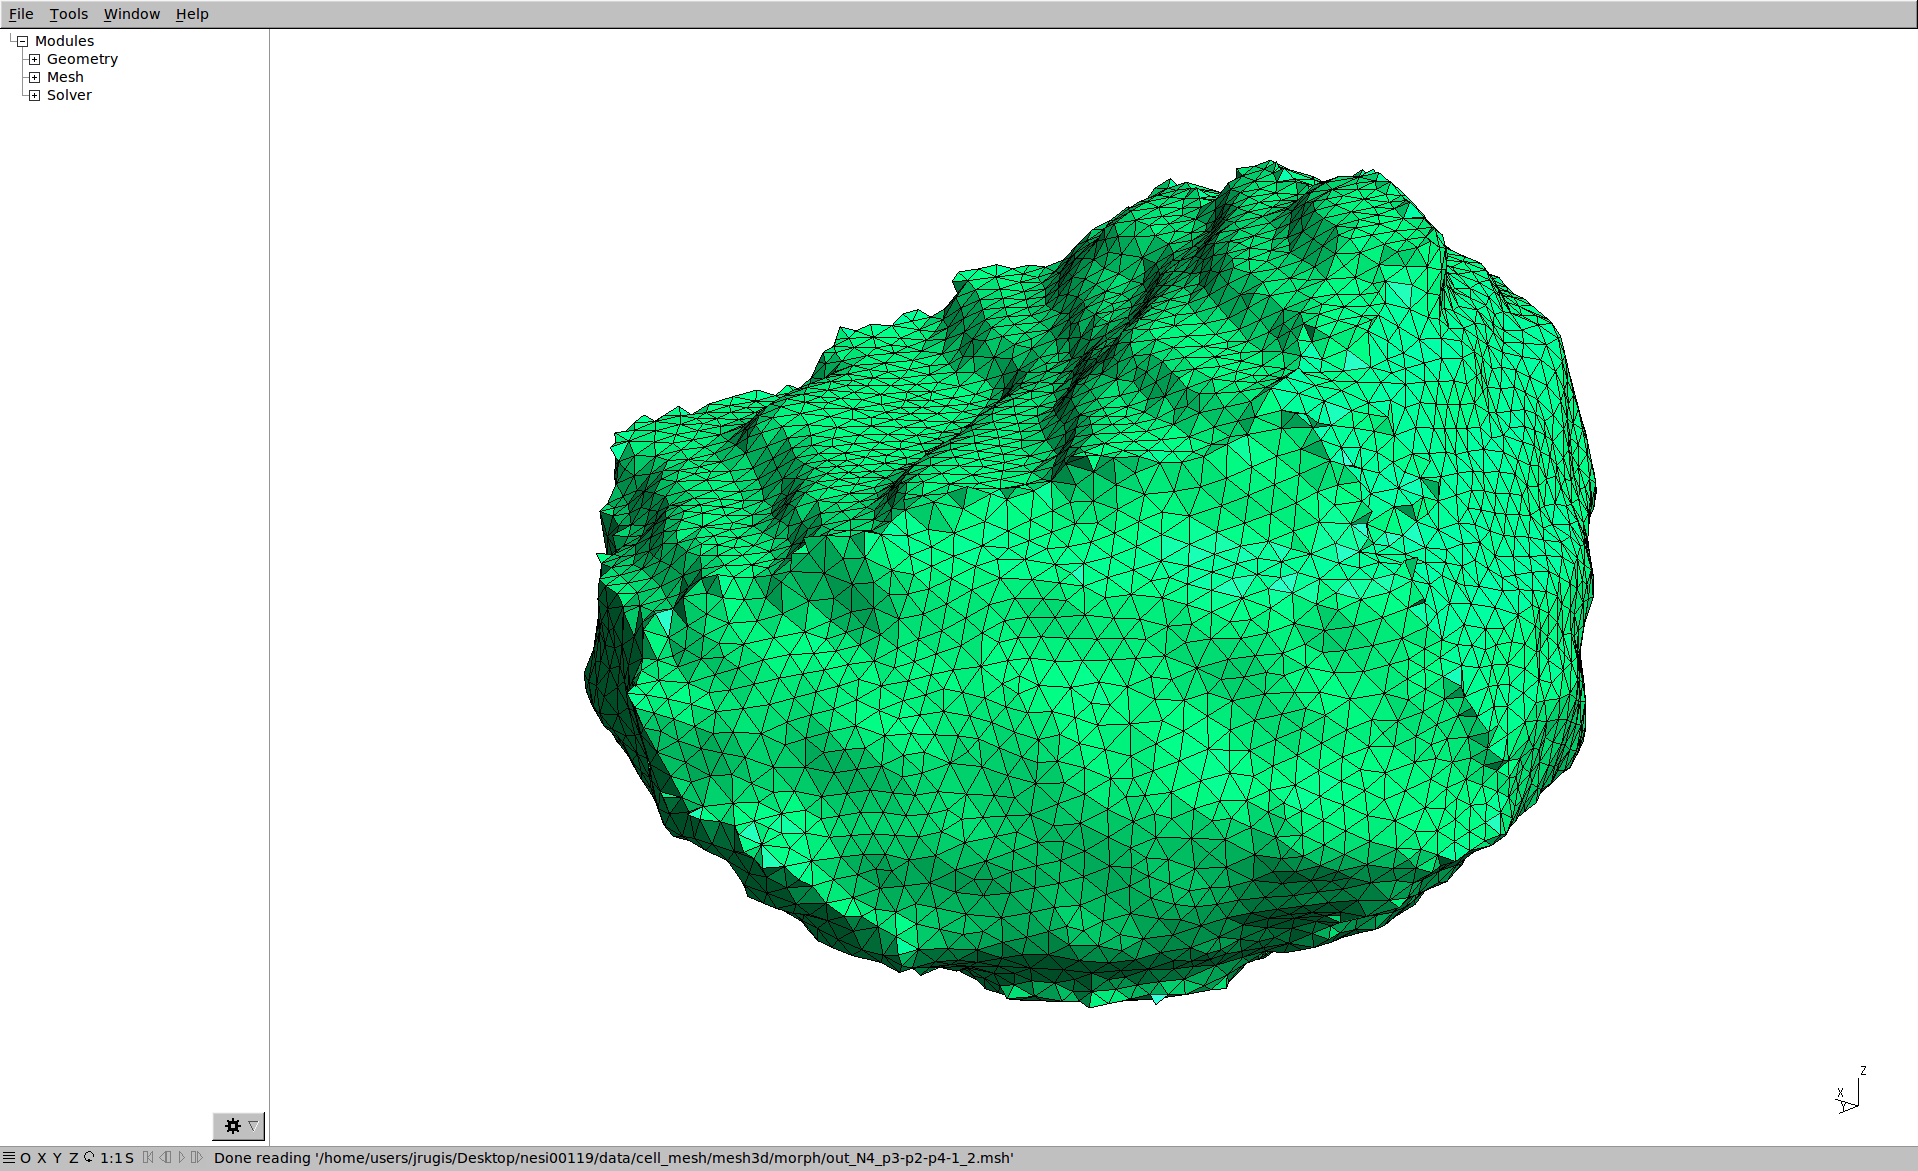 File Tools Window Help
Modules
Geometry
Mesh
Solver
Z
X
Y
O X Y Z 1:1 S Done reading '/home/users/jrugis/Desktop/nesi00119/data/cell_mesh/mesh3d/morph/out_N4_p3-p2-p4-1_2.msh'